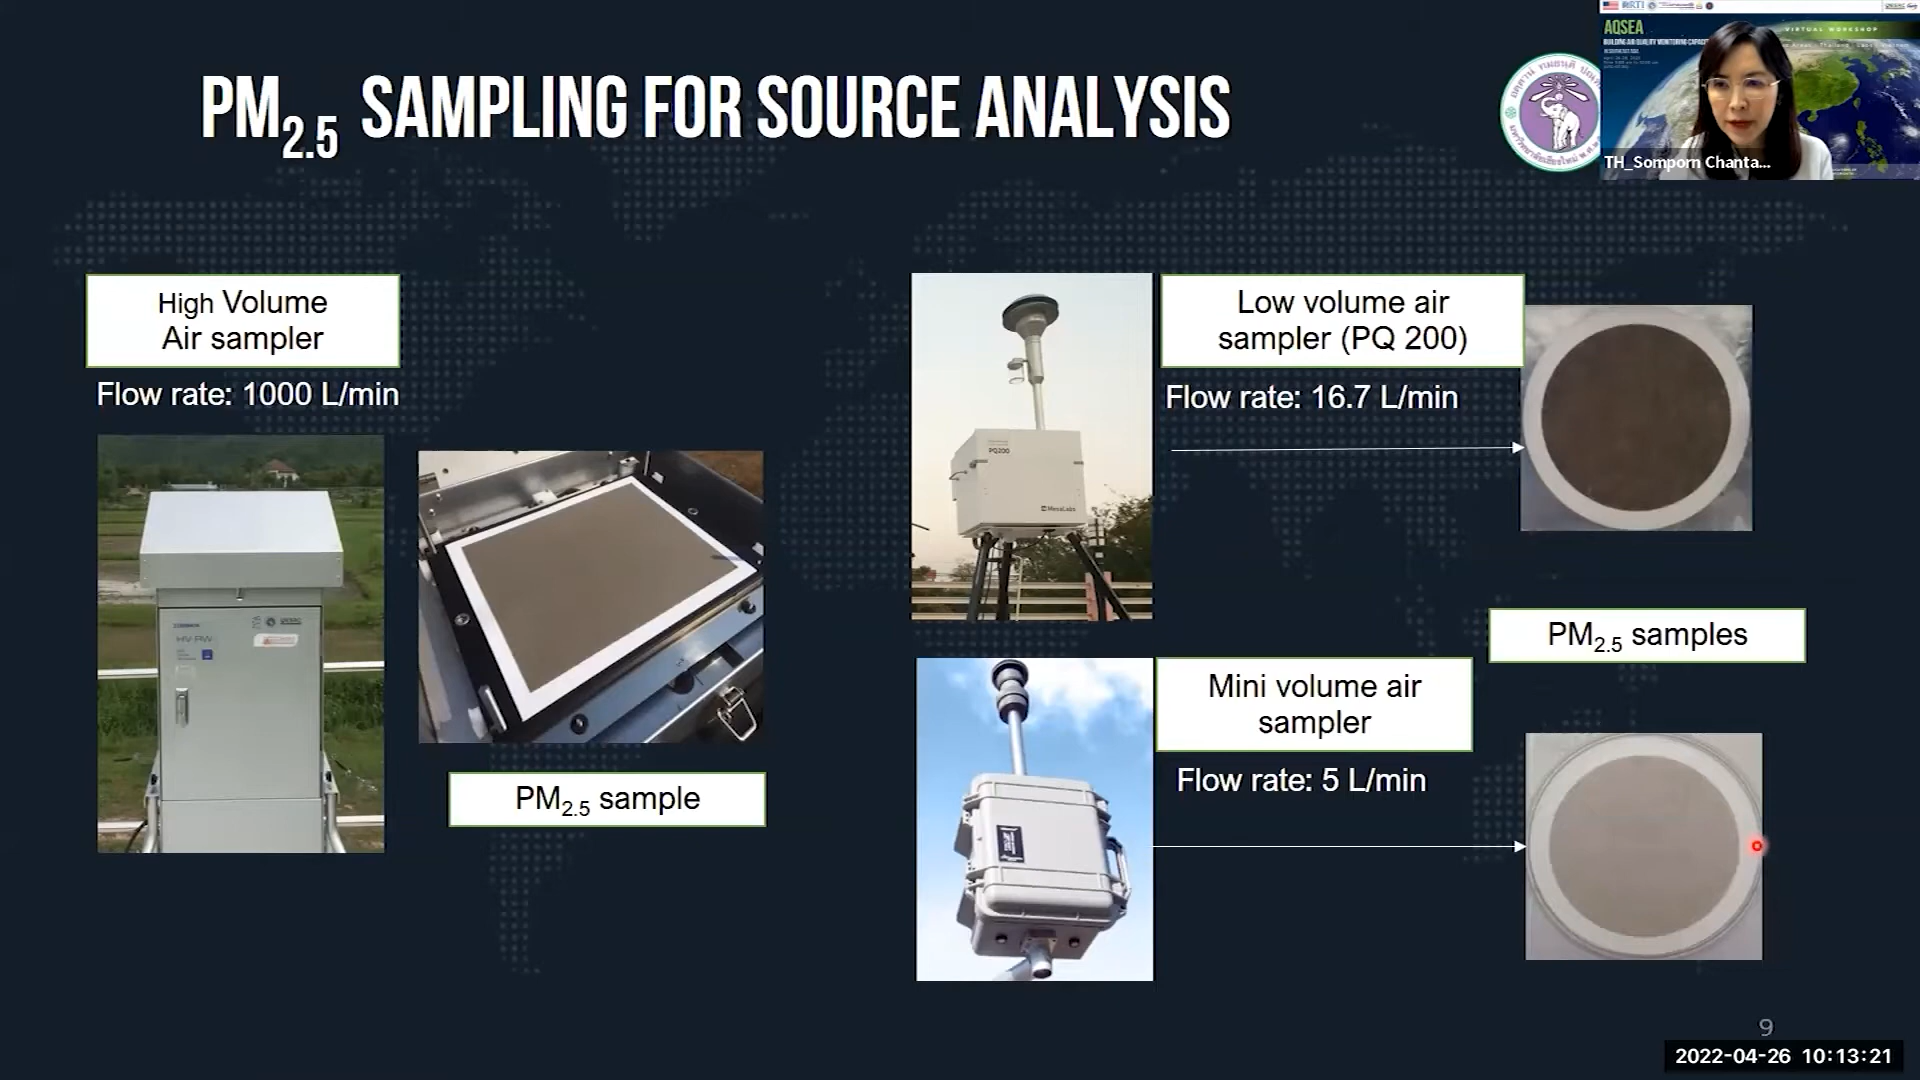 PM2.5 SAMPLING FOR SOURCE ANALYSIS
AQSEA
VIRTUAL WORKSHOP
TH_Somporn Chanta...
High Volume
Air sampler
Flow rate: 1000 L/min
PM2.5 sample
PQ200
MesaLabs
Low volume air
sampler (PQ 200)
Flow rate: 16.7 L/min
PM2.5 samples
Mini volume air
sampler
Flow rate: 5 L/min
9
2022-04-26 10:13:21